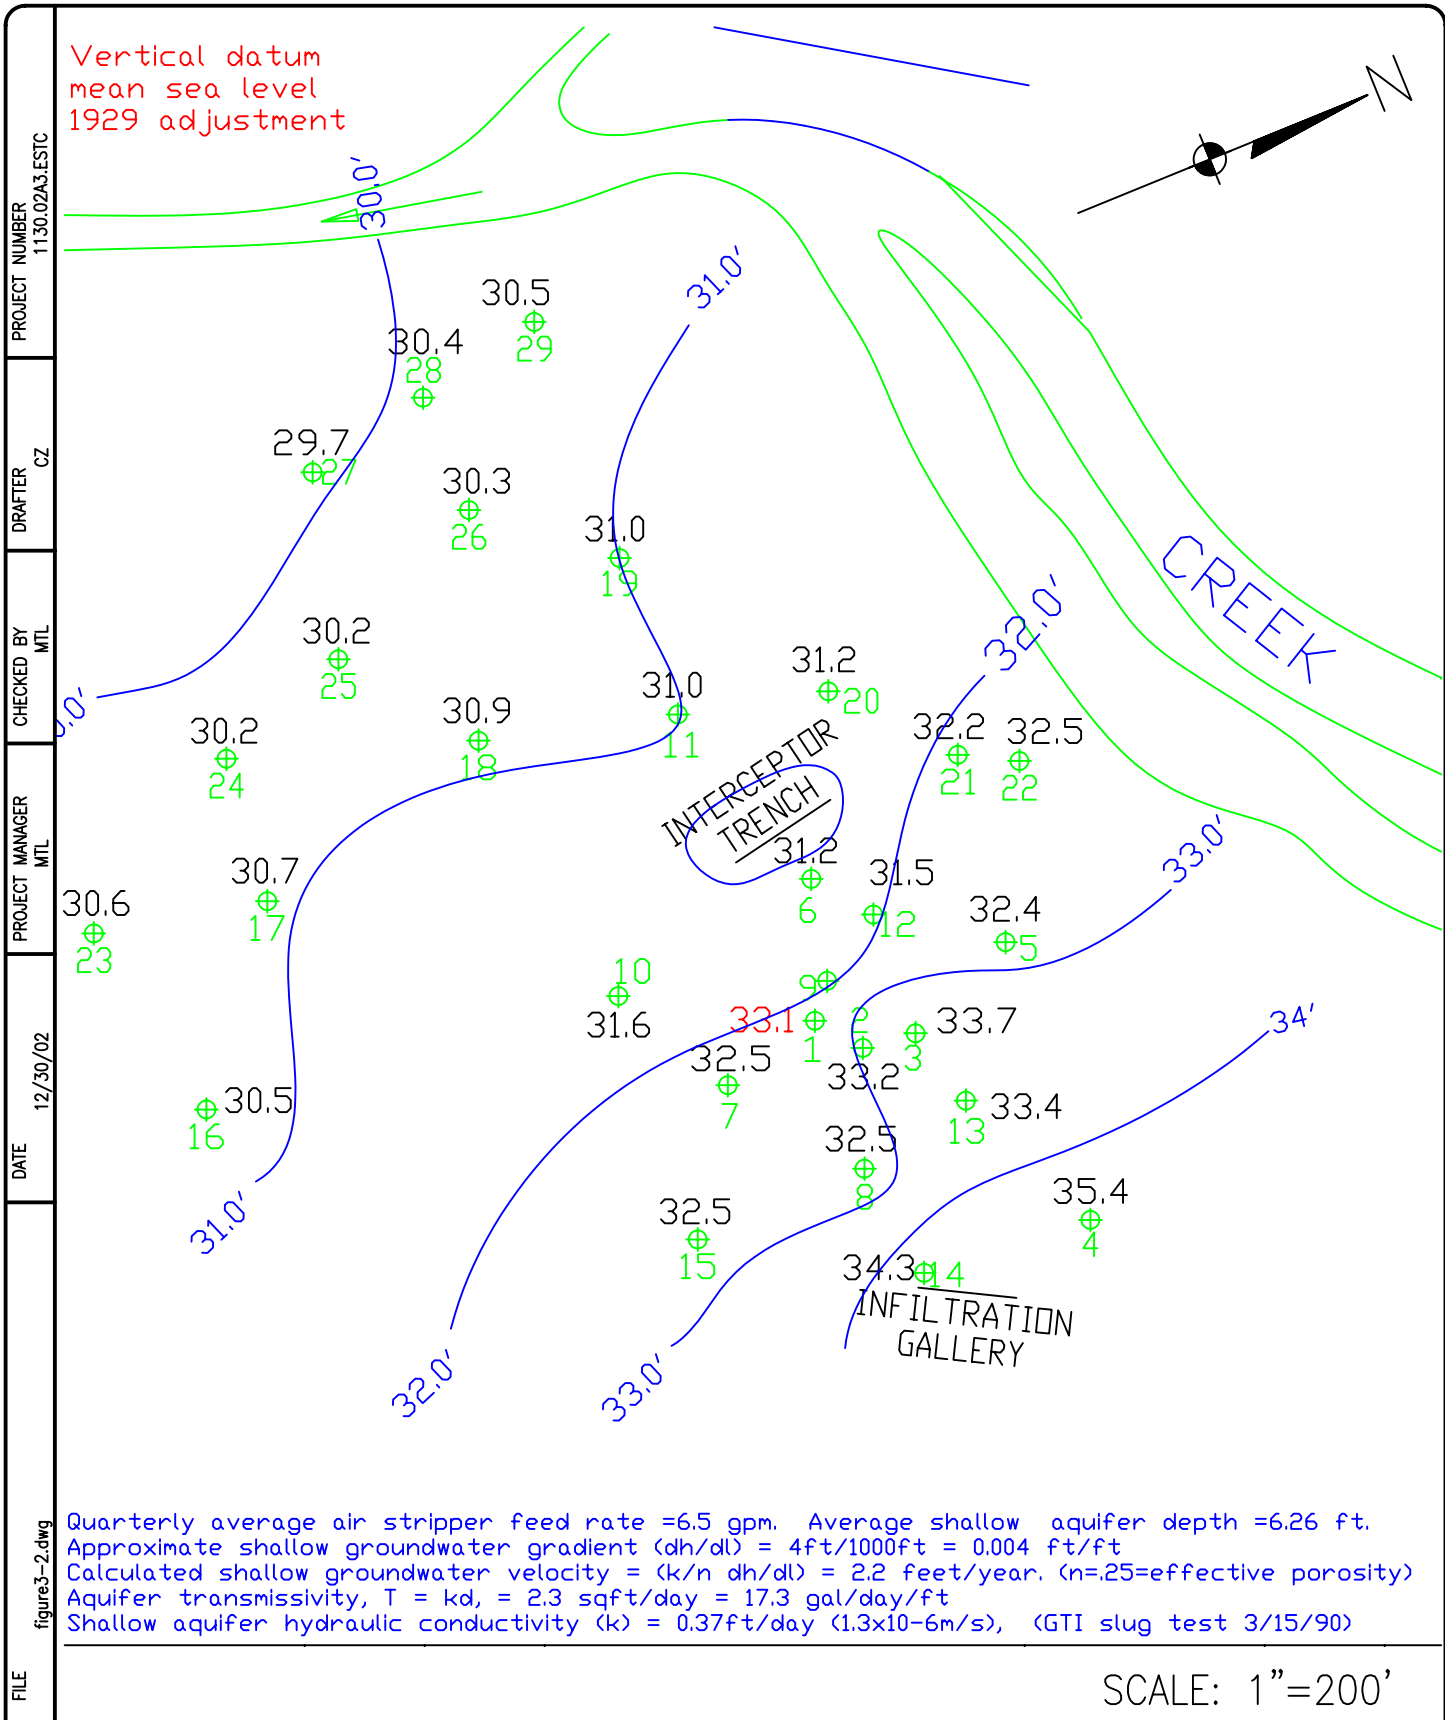 Vertical datum
mean sea level
1929 adjustment
N
30.0'
31.0'
30.5
29
30.4
28
29.7
27
30.3
26
31.0
19
CREEK
32.0'
30.2
25
31.2
20
31.0
11
30.9
18
30.2
24
32.2
21
32.5
22
0.0'
INTERCEPTOR
TRENCH
33.0'
31.2
6
31.5
12
30.7
17
30.6
23
32.4
5
10
31.6
9
33.1
1
2
33.2
33.7
3
34'
32.5
7
30.5
16
33.4
13
32.5
8
35.4
4
31.0'
32.5
15
34.3
14
INFILTRATION
GALLERY
32.0'
33.0'
Quarterly average air stripper feed rate =6.5 gpm. Average shallow aquifer depth =6.26 ft.
Approximate shallow groundwater gradient (dh/dl) = 4ft/1000ft = 0.004 ft/ft
Calculated shallow groundwater velocity = (k/n dh/dl) = 2.2 feet/year. (n=.25=effective porosity)
Aquifer transmissivity, T = kd, = 2.3 sqft/day = 17.3 gal/day/ft
Shallow aquifer hydraulic conductivity (k) = 0.37ft/day (1.3x10-6m/s), (GTI slug test 3/15/90)
SCALE: 1"=200'
PROJECT NUMBER
1130.02A3.ESTC
DRAFTER
CZ
CHECKED BY
MTL
PROJECT MANAGER
MTL
DATE
12/30/02
FILE
figure3-2.dwg